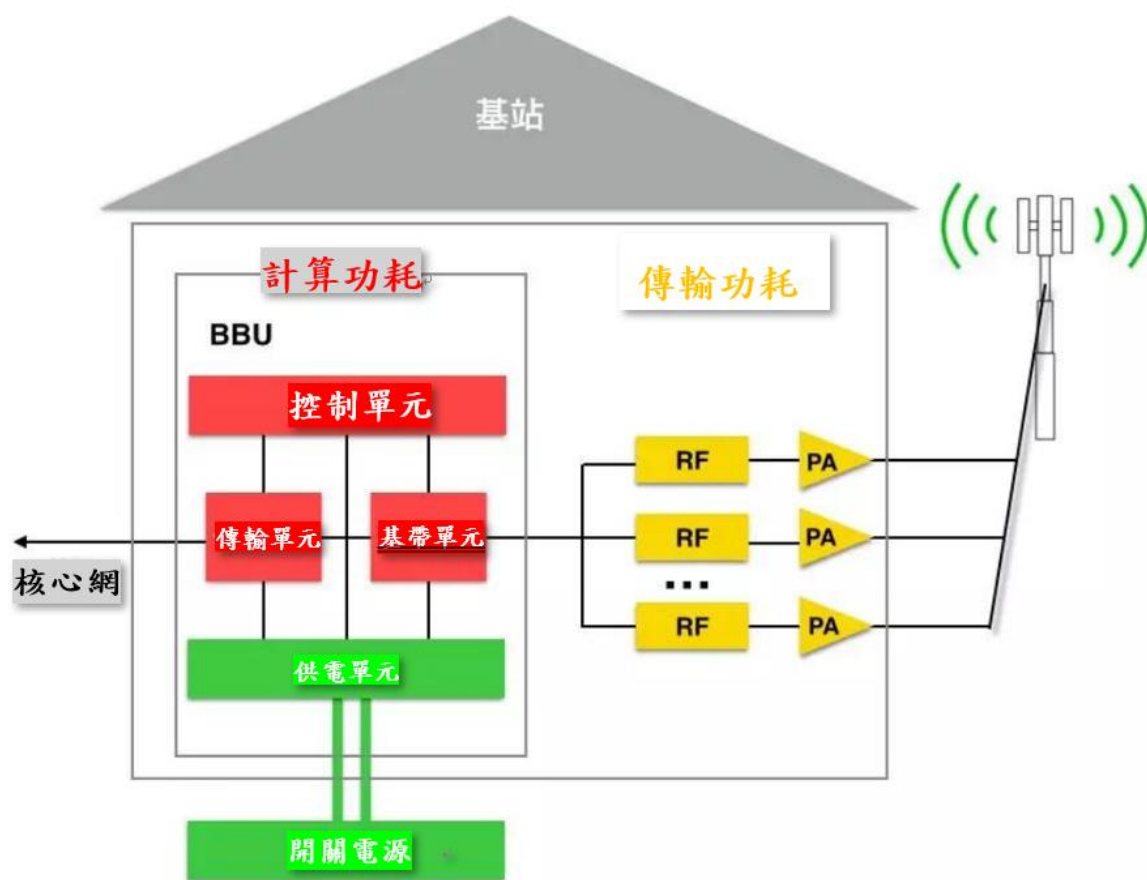 基站
計算功耗
傳輸功耗
BBU
控制單元
RF
PA
傳輸單元
基帶單元
RF
PA
核心網
...
RF
PA
供電單元
開關電源